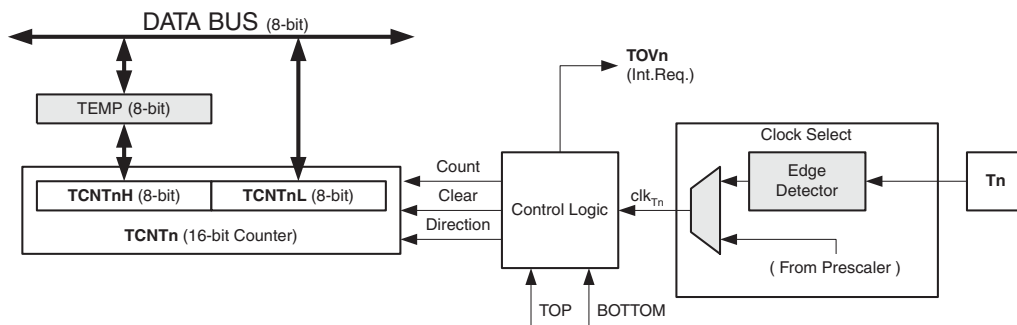 DATA BUS (8-bit)
TEMP (8-bit)
TCNTnH (8-bit)
TCNTnL (8-bit)
TCNTn (16-bit Counter)
Count
Clear
Direction
Control Logic
TOVn
(Int.Req.)
TOP
BOTTOM
clkTn
Clock Select
Edge
Detector
( From Prescaler )
Tn